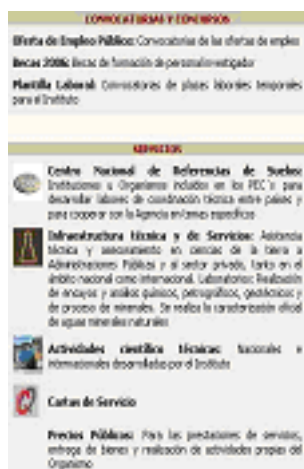 CONVOCATORIAS Y CONCURSOS
Oferta de Empleo Público: Convocatorias de las ofertas de empleo
Becas 2006: Becas de formación de personal investigador
Plantilla Laboral: Convocatorias de plazas laborales temporales
para el Instituto
SERVICIOS
Centro Nacional de Referencias de Suelos:
Instituciones u Organismos incluidos en los PEC´s para
desarrollar labores de coordinación técnica entre países y
para cooperar con la Agencia en temas específicos
Infraestructura técnica y de Servicio: Asistencia
técnica y asesoramiento en ciencias de la tierra a
Administraciones Públicas y al sector privado, tanto en el
ámbito nacional como internacional. Laboratorios: Realización
de ensayos y análisis químicos, petrográficos, geotécnicos y
de proceso de minerales. Se realiza la caracterización oficial
de aguas minerales naturales
Actividades científico técnicas: Nacionales e
internacionales desarrolladas por el Instituto
Cartas de Servicio
Precios Públicos: Para las prestaciones de servicios,
entrega de bienes y realización de actividades propias del
Organismo